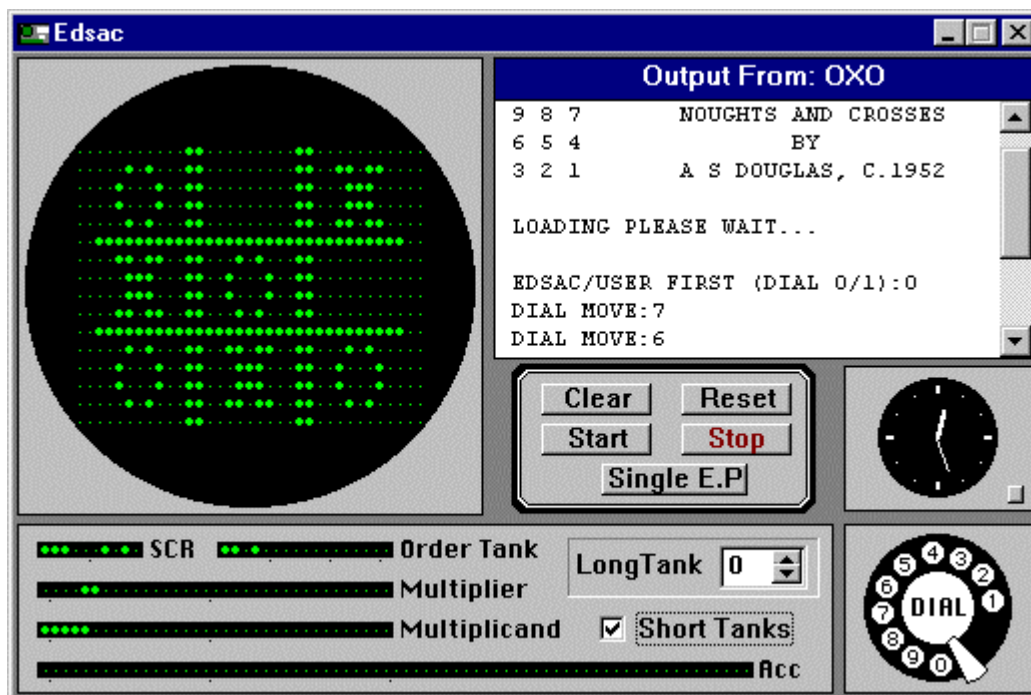 Edsac
Output From: OXO
9 8 7 NOUGHTS AND CROSSES
6 5 4 BY
3 2 1 A S DOUGLAS, C.1952
LOADING PLEASE WAIT...
EDSAC/USER FIRST (DIAL 0/1):0
DIAL MOVE:7
DIAL MOVE:6
Clear Reset
Start Stop
Single E.P
SCR Order Tank
LongTank 0
Multiplier
Multiplicand
Short Tanks
Acc
4 3 2 1
5 6 7 8 9 0
DIAL